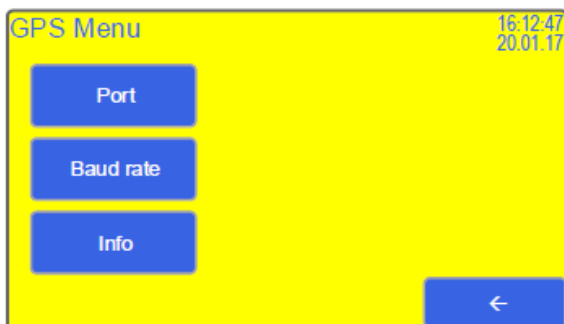 GPS Menu
16:12:47
20.01.17
Port
Baud rate
Info
←